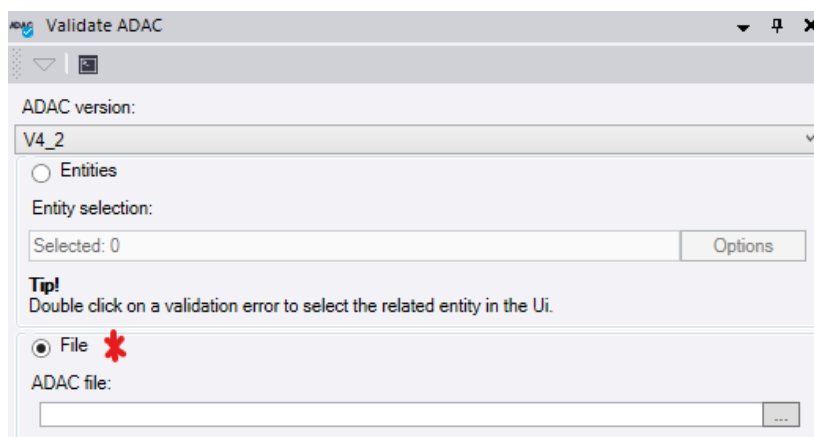 ADAC Validate ADAC
ADAC version:
V4_2
Entities
Entity selection:
Selected: 0
Options
Tip!
Double click on a validation error to select the related entity in the Ui.
File
ADAC file:
...